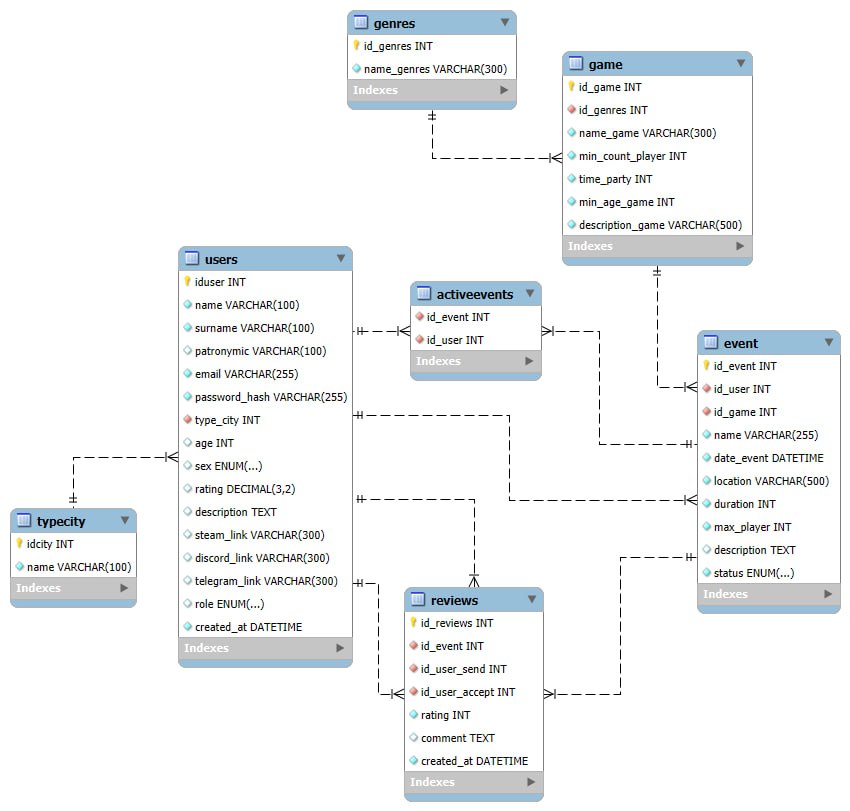 genres
id_genres INT
name_genres VARCHAR(300)
Indexes
game
id_game INT
id_genres INT
name_game VARCHAR(300)
min_count_player INT
time_party INT
min_age_game INT
description_game VARCHAR(500)
Indexes
users
iduser INT
name VARCHAR(100)
surname VARCHAR(100)
patronymic VARCHAR(100)
email VARCHAR(255)
password_hash VARCHAR(255)
type_city INT
age INT
sex ENUM(...)
rating DECIMAL(3,2)
description TEXT
steam_link VARCHAR(300)
discord_link VARCHAR(300)
telegram_link VARCHAR(300)
role ENUM(...)
created_at DATETIME
Indexes
activeevents
id_event INT
id_user INT
Indexes
event
id_event INT
id_user INT
id_game INT
name VARCHAR(255)
date_event DATETIME
location VARCHAR(500)
duration INT
max_player INT
description TEXT
status ENUM(...)
Indexes
typecity
idcity INT
name VARCHAR(100)
Indexes
reviews
id_reviews INT
id_event INT
id_user_send INT
id_user_accept INT
rating INT
comment TEXT
created_at DATETIME
Indexes